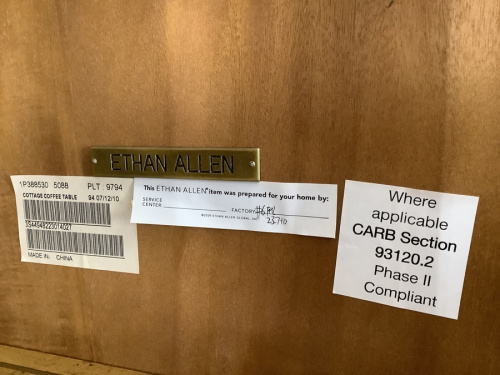 ETHAN ALLEN
1P388530 5088 PLT: 9794
COTTAGE COFFEE TABLE 94 07/12/10
MADE IN: CHINA
This ETHAN ALLEN® item was prepared for your home by:
SERVICE
CENTER
FACTORY
Where
applicable
CARB Section
93120.2
Phase II
Compliant